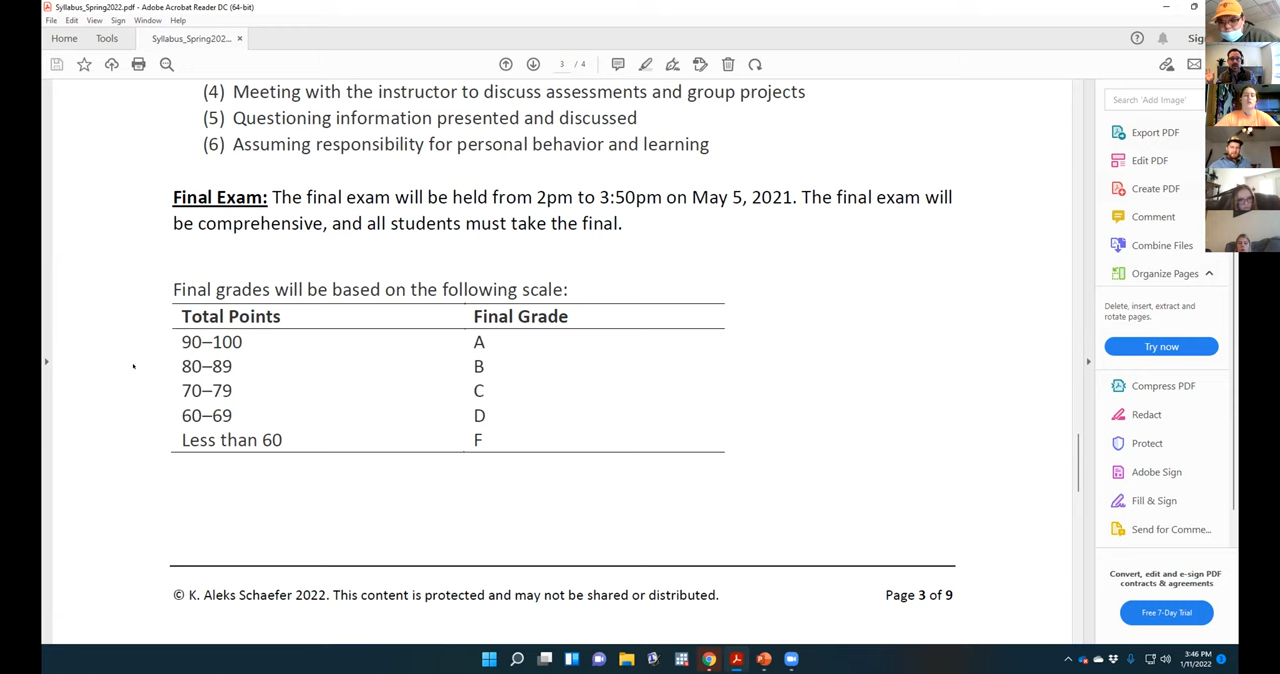 Syllabus_Spring2022.pdf - Adobe Acrobat Reader DC (64-bit)
File Edit View Sign Window Help
Home Tools Syllabus_Spring202... ×
3 / 4
(4) Meeting with the instructor to discuss assessments and group projects
(5) Questioning information presented and discussed
(6) Assuming responsibility for personal behavior and learning
Final Exam: The final exam will be held from 2pm to 3:50pm on May 5, 2021. The final exam will
be comprehensive, and all students must take the final.
Final grades will be based on the following scale:
Total Points Final Grade
90–100 A
80–89 B
70–79 C
60–69 D
Less than 60 F
© K. Aleks Schaefer 2022. This content is protected and may not be shared or distributed.
Page 3 of 9
Search 'Add Image'
Export PDF
Edit PDF
Create PDF
Comment
Combine Files
Organize Pages
Delete, insert, extract and
rotate pages.
Try now
Compress PDF
Redact
Protect
Adobe Sign
Fill & Sign
Send for Comme...
Convert, edit and e-sign PDF
contracts & agreements
Free 7-Day Trial
3:46 PM
1/11/2022